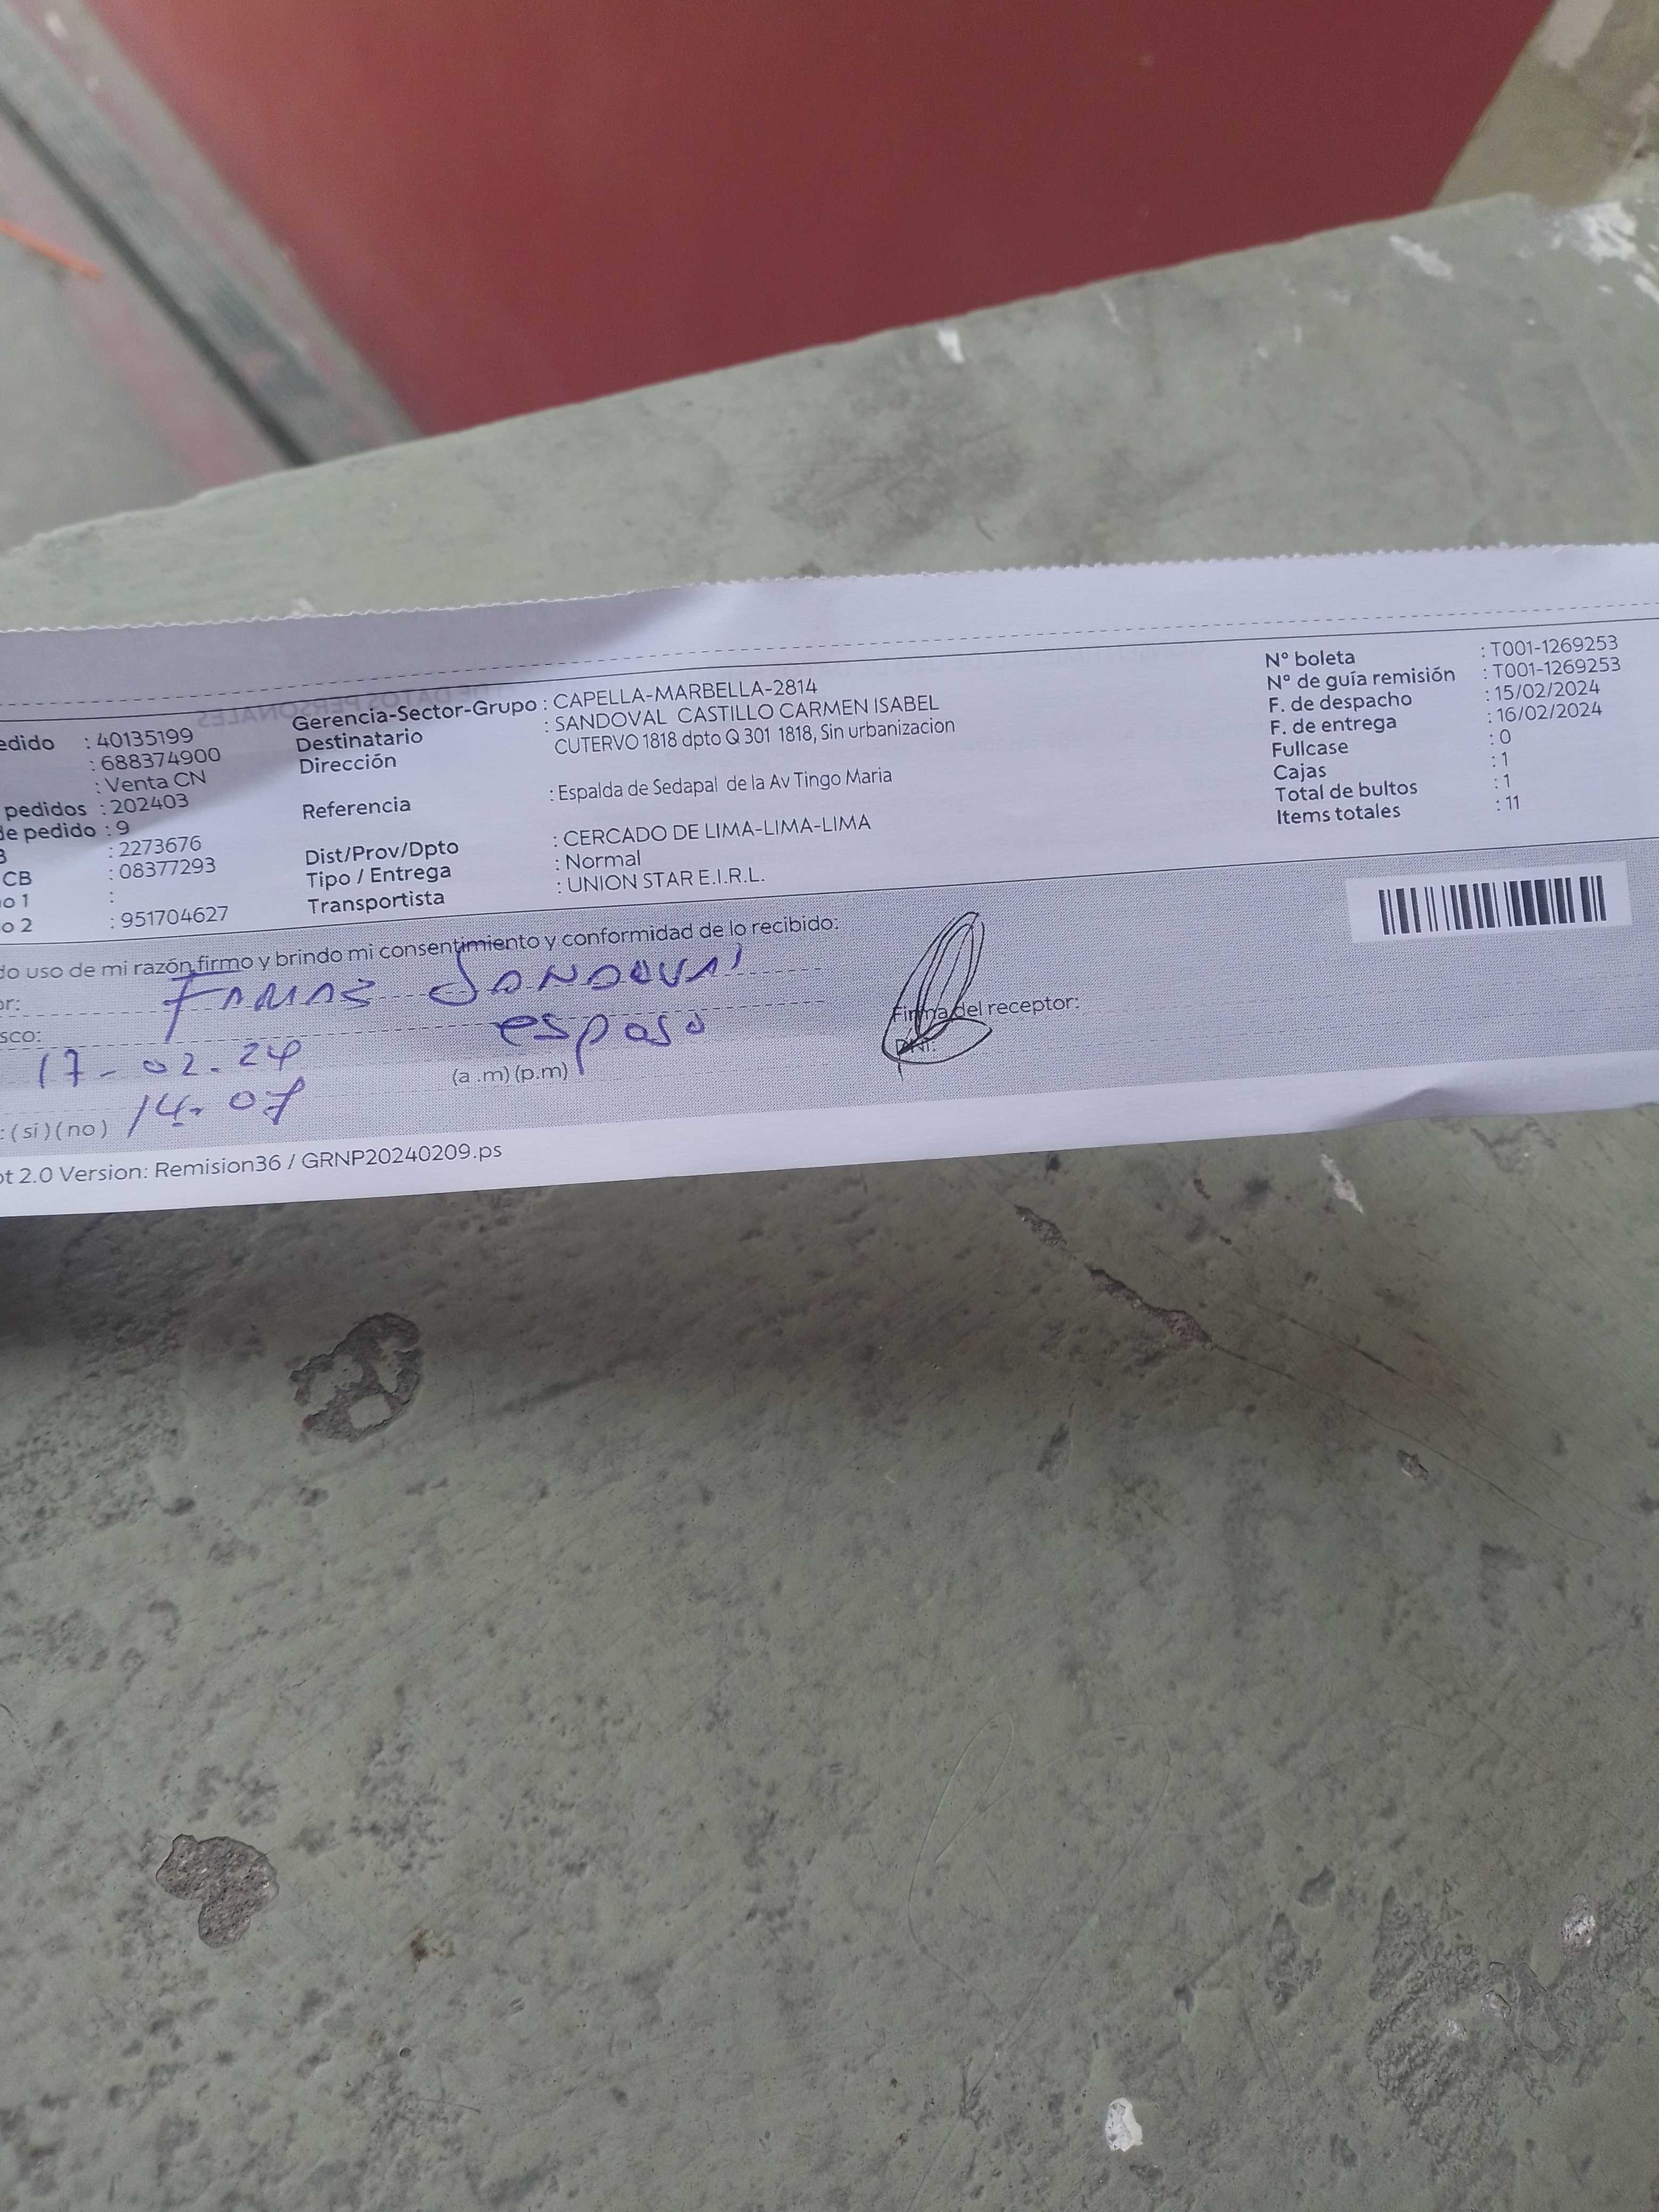 edido : 40135199
: 688374900
: Venta CN
pedidos : 202403
de pedido : 9
: 2273676
CB : 08377293
o 1 :
o 2 : 951704627
Gerencia-Sector-Grupo : CAPELLA-MARBELLA-2814
Destinatario : SANDOVAL CASTILLO CARMEN ISABEL
Dirección CUTERVO 1818 dpto Q 301 1818, Sin urbanizacion
Referencia : Espalda de Sedapal de la Av Tingo Maria
Dist/Prov/Dpto : CERCADO DE LIMA-LIMA-LIMA
Tipo / Entrega : Normal
Transportista : UNION STAR E.I.R.L.
Nº boleta : T001-1269253
Nº de guía remisión : T001-1269253
F. de despacho : 15/02/2024
F. de entrega : 16/02/2024
Fullcase : 0
Cajas : 1
Total de bultos : 1
Items totales : 11
do uso de mi razón firmo y brindo mi consentimiento y conformidad de lo recibido:
or: SANDOVAL
sco: esposo
17-02-24 (a .m) (p.m)
: ( si ) ( no ) 14.07
Firma del receptor:
DNI:
ot 2.0 Version: Remision36 / GRNP20240209.ps
DE DATOS PERSONALES